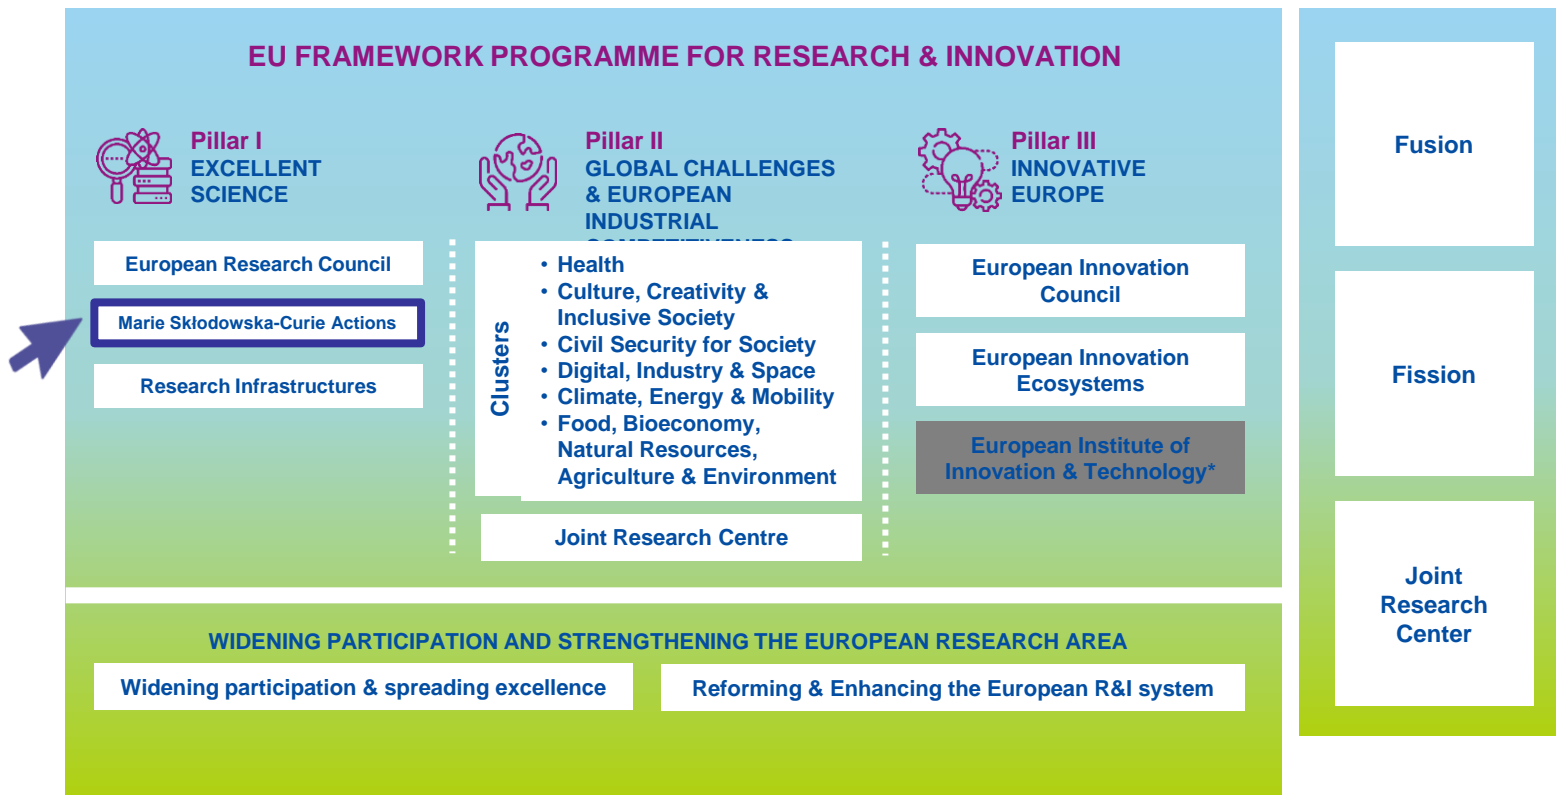 EU FRAMEWORK PROGRAMME FOR RESEARCH & INNOVATION
Pillar I
EXCELLENT
SCIENCE
European Research Council
Marie Skłodowska-Curie Actions
Research Infrastructures
Pillar II
GLOBAL CHALLENGES
& EUROPEAN
INDUSTRIAL
COMPETITIVENESS
Clusters
• Health
• Culture, Creativity &
Inclusive Society
• Civil Security for Society
• Digital, Industry & Space
• Climate, Energy & Mobility
• Food, Bioeconomy,
Natural Resources,
Agriculture & Environment
Joint Research Centre
Pillar III
INNOVATIVE
EUROPE
European Innovation
Council
European Innovation
Ecosystems
European Institute of
Innovation & Technology*
WIDENING PARTICIPATION AND STRENGTHENING THE EUROPEAN RESEARCH AREA
Widening participation & spreading excellence
Reforming & Enhancing the European R&I system
Fusion
Fission
Joint
Research
Center